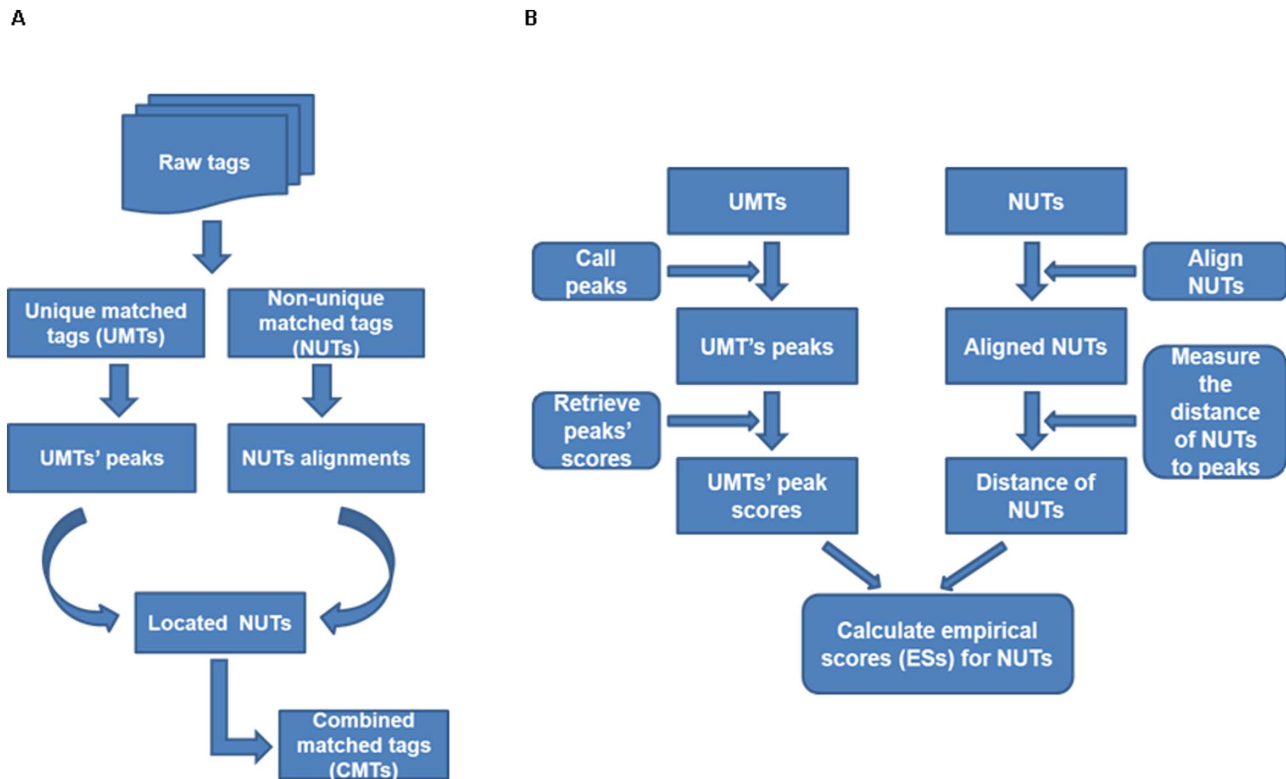 A
B
Raw tags
Unique matched
tags (UMTs)
Non-unique
matched tags
(NUTs)
UMTs' peaks
NUTs alignments
Located NUTs
Combined
matched tags
(CMTs)
UMTs
NUTs
Call
peaks
Align
NUTs
UMT's peaks
Aligned NUTs
Retrieve
peaks'
scores
Measure
the
distance
of NUTs
to peaks
UMTs' peak
scores
Distance of
NUTs
Calculate empirical
scores (ESs) for NUTs